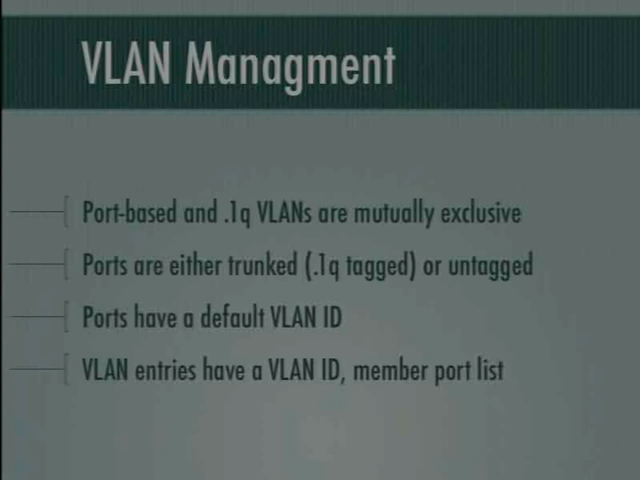 VLAN Managment
Port-based and .1q VLANs are mutually exclusive
Ports are either trunked (.1q tagged) or untagged
Ports have a default VLAN ID
VLAN entries have a VLAN ID, member port list